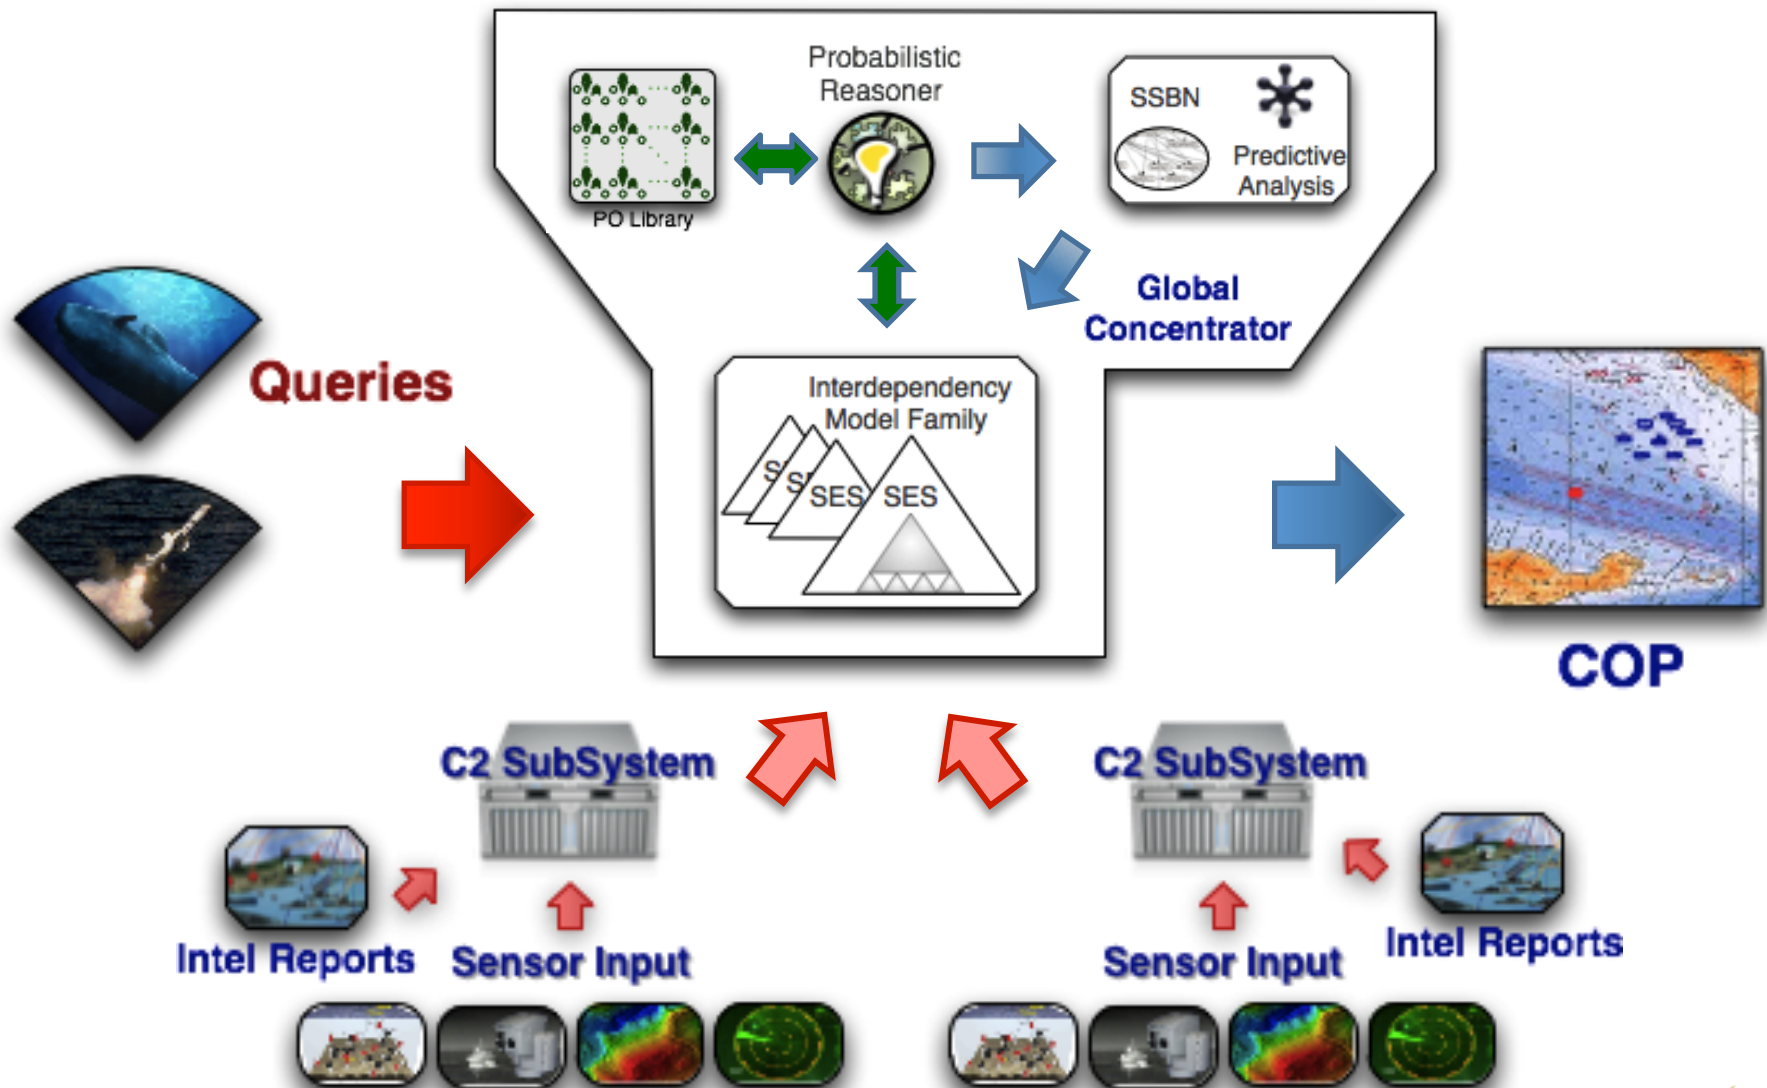 Probabilistic
Reasoner
SSBN
Predictive
Analysis
PO Library
Global
Concentrator
Queries
Interdependency
Model Family
SES
SES
COP
C2 SubSystem
C2 SubSystem
Intel Reports
Sensor Input
Sensor Input
Intel Reports